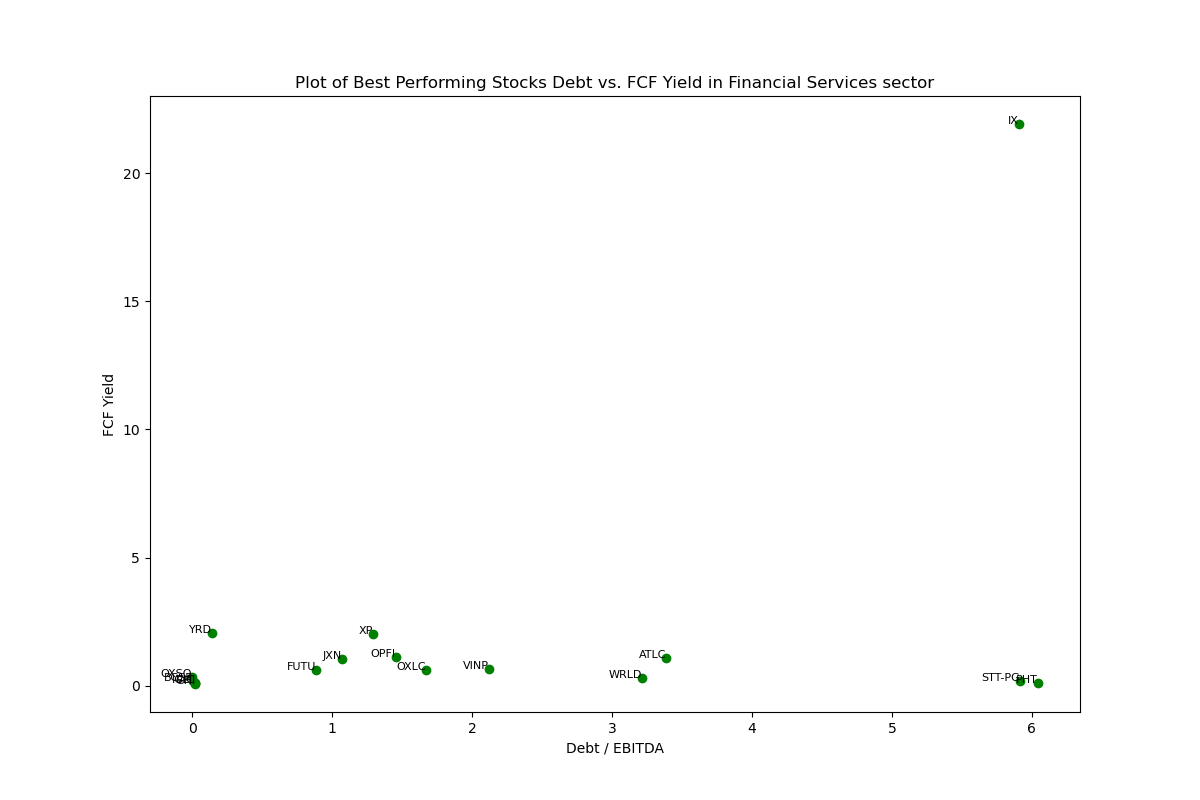 Plot of Best Performing Stocks Debt vs. FCF Yield in Financial Services sector
IX
20
15
FCF Yield
10
5
YRD
XP
OPFI
JXN
ATLC
FUTU
OXLC
VINP
OXSQ
WRLD
STT-PG
PHT
0
0
1
2
3
4
5
6
Debt / EBITDA